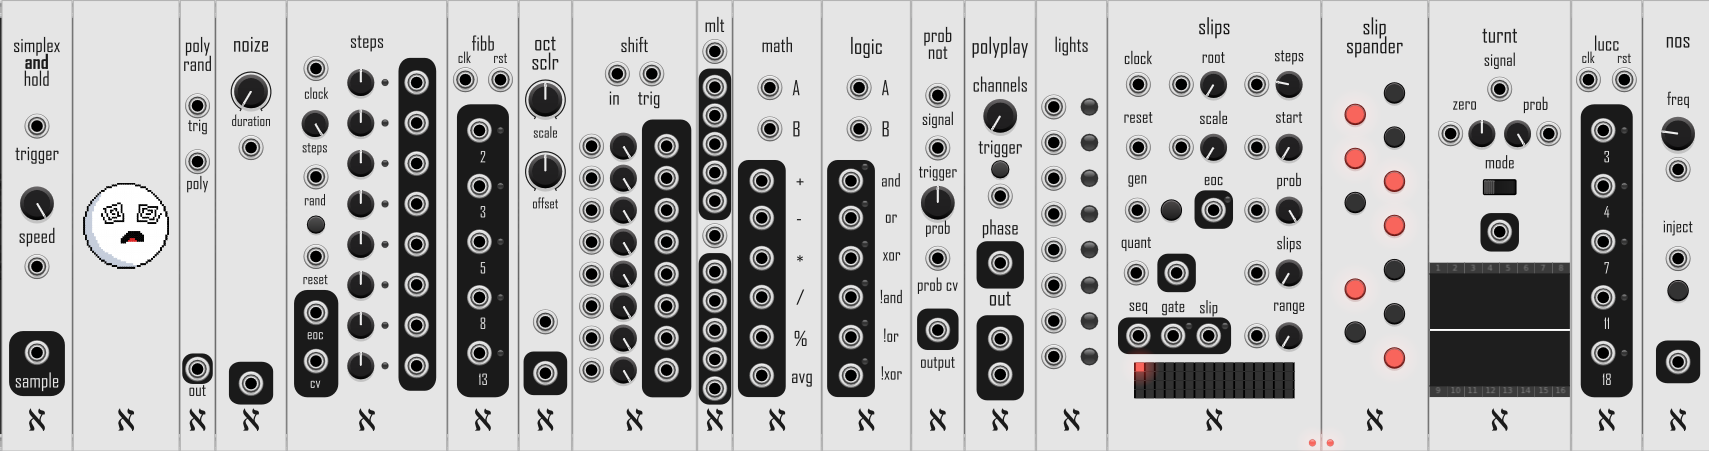 simplex
and
hold
trigger
speed
sample
א
א
poly
rand
trig
poly
out
א
noize
duration
א
steps
clock
steps
rand
reset
eoc
cv
א
fibb
clk rst
2
3
5
8
13
א
oct
sclr
scale
offset
א
shift
in trig
א
mlt
א
math
A
B
+
-
*
/
%
avg
א
logic
A
B
and
or
xor
!and
!or
!xor
א
prob
not
signal
trigger
prob
prob cv
output
א
polyplay
channels
trigger
phase
out
א
lights
א
slips
clock root steps
reset scale start
gen eoc prob
quant slips
seq gate slip range
א
slip
spander
א
turnt
signal
zero prob
mode
1 2 3 4 5 6 7 8
9 10 11 12 13 14 15 16
א
lucc
clk rst
3
4
7
11
18
א
nos
freq
inject
א